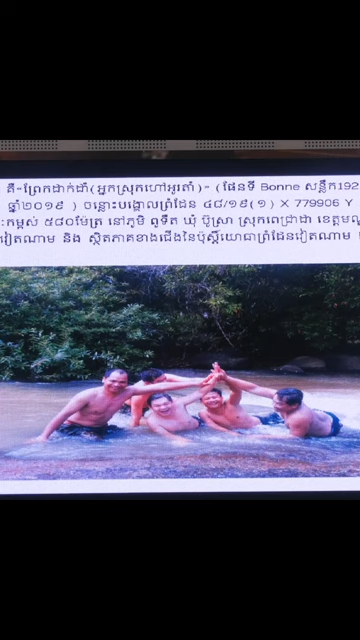 គឺ-ព្រែកដាក់ដាំ(អ្នកស្រុកហៅអូរតាំ)= (ផែនទី Bonne សន្លឹក192
ឆ្នាំ២០១៩ ) ចន្លោះបង្គោលព្រំដែន ៤៨/១៩(១) X 779906 Y
:កម្ពស់ ៥៨០ម៉ែត្រ នៅភូមិ ពូទីត ឃុំ ប៊ូស្រា ស្រុកពេជ្រាដា ខេត្តមណ្ឌ
វៀតណាម និង ស្ថិតភាគខាងជើងនៃប៉ុស្តិ៍យោធាព្រំដែនវៀតណាម